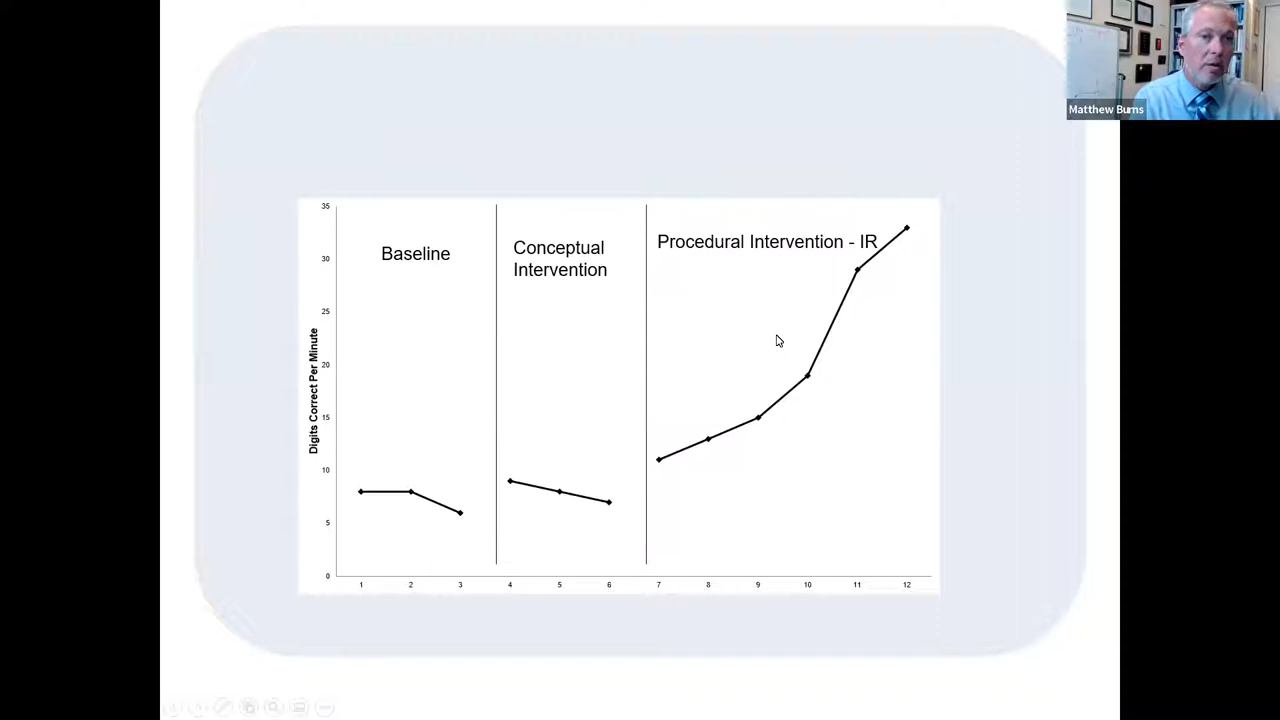 Matthew Burns
Baseline
Conceptual
Intervention
Procedural Intervention - IR
Digits Correct Per Minute
35
30
25
20
15
10
5
0
1 2 3 4 5 6 7 8 9 10 11 12